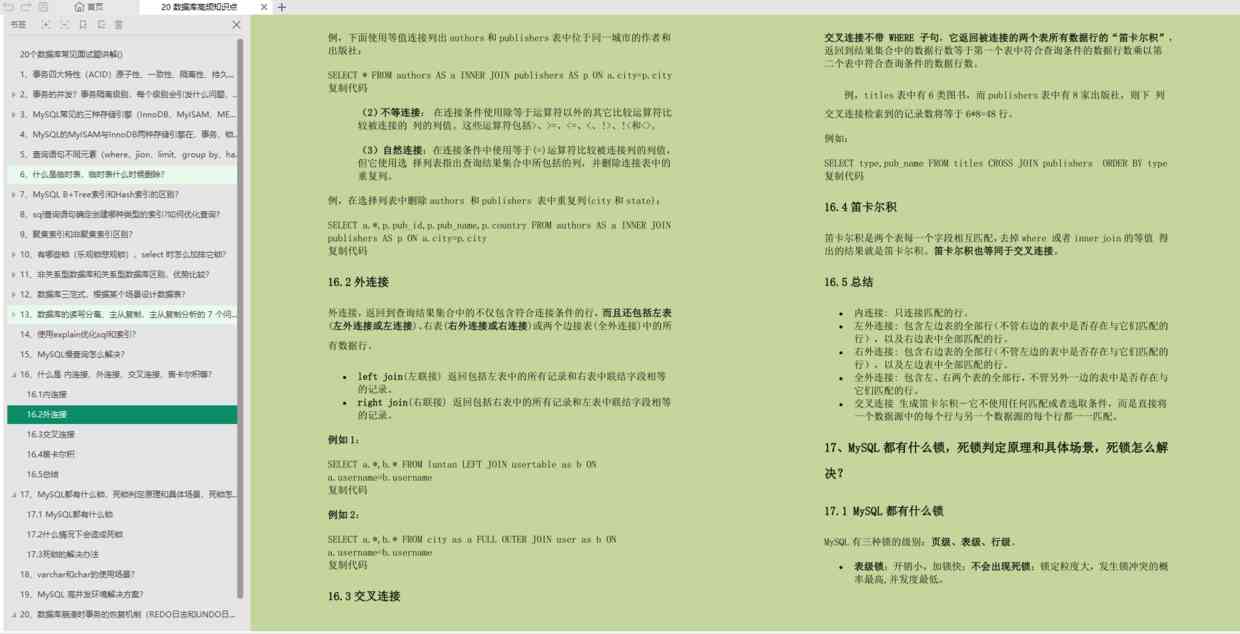 首页
20 数据库高频知识点
书签
20个数据库常见面试题讲解()
1、事务四大特性（ACID）原子性、一致性、隔离性、持久...
2、事务的并发？事务隔离级别，每个级别会引发什么问题，...
3、MySQL常见的三种存储引擎（InnoDB、MyISAM、ME...
4、MySQL的MyISAM与InnoDB两种存储引擎在，事务、锁...
5、查询语句不同元素（where、jion、limit、group by、ha...
6、什么是临时表，临时表什么时候删除?
7、MySQL B+Tree索引和Hash索引的区别?
8、sql查询语句确定创建哪种类型的索引?如何优化查询?
9、聚集索引和非聚集索引区别?
10、有哪些锁（乐观锁悲观锁），select 时怎么加排它锁?
11、非关系型数据库和关系型数据库区别，优势比较?
12、数据库三范式，根据某个场景设计数据表?
13、数据库的读写分离、主从复制，主从复制分析的 7 个问...
14、使用explain优化sql和索引?
15、MySQL慢查询怎么解决?
16、什么是 内连接、外连接、交叉连接、笛卡尔积等?
16.1内连接
16.2外连接
16.3交叉连接
16.4笛卡尔积
16.5总结
17、MySQL都有什么锁，死锁判定原理和具体场景，死锁怎...
17.1 MySQL都有什么锁
17.2什么情况下会造成死锁
17.3死锁的解决办法
18、varchar和char的使用场景?
19、MySQL 高并发环境解决方案?
20、数据库崩溃时事务的恢复机制（REDO日志和UNDO日...
例，下面使用等值连接列出 authors 和 publishers 表中位于同一城市的作者和
出版社：
SELECT * FROM authors AS a INNER JOIN publishers AS p ON a.city=p.city
复制代码
（2）不等连接： 在连接条件使用除等于运算符以外的其它比较运算符比
较被连接的 列的列值。这些运算符包括>、>=、<=、<、!>、!<和<>。
（3）自然连接：在连接条件中使用等于(=)运算符比较被连接列的列值，
但它使用选 择列表指出查询结果集合中所包括的列，并删除连接表中的
重复列。
例，在选择列表中删除 authors 和 publishers 表中重复列(city 和 state)：
SELECT a.*,p.pub_id,p.pub_name,p.country FROM authors AS a INNER JOIN
publishers AS p ON a.city=p.city
复制代码
16.2 外连接
外连接，返回到查询结果集合中的不仅包含符合连接条件的行，而且还包括左表
(左外连接或左连接)、右表(右外连接或右连接)或两个边接表(全外连接)中的所
有数据行。
• left join(左联接) 返回包括左表中的所有记录和右表中联结字段相等
的记录。
• right join(右联接) 返回包括右表中的所有记录和左表中联结字段相等
的记录。
例如 1：
SELECT a.*,b.* FROM luntan LEFT JOIN usertable as b ON
a.username=b.username
复制代码
例如 2：
SELECT a.*,b.* FROM city as a FULL OUTER JOIN user as b ON
a.username=b.username
复制代码
16.3 交叉连接
交叉连接不带 WHERE 子句，它返回被连接的两个表所有数据行的“笛卡尔积”，
返回到结果集合中的数据行数等于第一个表中符合查询条件的数据行数乘以第
二个表中符合查询条件的数据行数。
例，titles 表中有 6 类图书，而 publishers 表中有 8 家出版社，则下 列
交叉连接检索到的记录数将等于 6*8=48 行。
例如：
SELECT type,pub_name FROM titles CROSS JOIN publishers ORDER BY type
复制代码
16.4 笛卡尔积
笛卡尔积是两个表每一个字段相互匹配，去掉 where 或者 inner join 的等值 得
出的结果就是笛卡尔积。笛卡尔积也等同于交叉连接。
16.5 总结
• 内连接: 只连接匹配的行。
• 左外连接: 包含左边表的全部行(不管右边的表中是否存在与它们匹配的
行)，以及右边表中全部匹配的行。
• 右外连接: 包含右边表的全部行(不管左边的表中是否存在与它们匹配的
行)，以及左边表中全部匹配的行。
• 全外连接: 包含左、右两个表的全部行，不管另外一边的表中是否存在与
它们匹配的行。
• 交叉连接 生成笛卡尔积－它不使用任何匹配或者选取条件，而是直接将
一个数据源中的每个行与另一个数据源的每个行都一一匹配。
17、MySQL 都有什么锁，死锁判定原理和具体场景，死锁怎么解
决？
17.1 MySQL 都有什么锁
MySQL 有三种锁的级别：页级、表级、行级。
• 表级锁：开销小，加锁快；不会出现死锁；锁定粒度大，发生锁冲突的概
率最高,并发度最低。